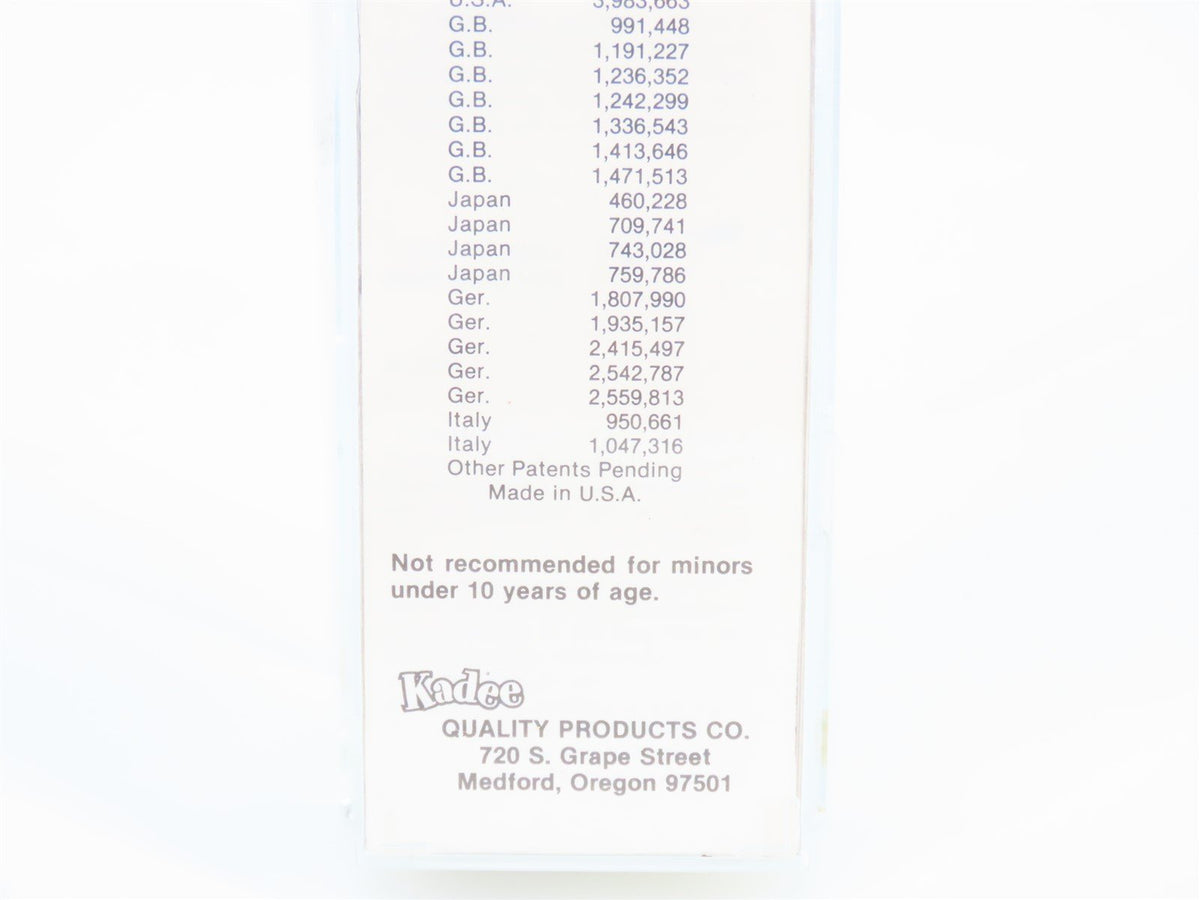 U.S.A. 3,983,663
G.B. 991,448
G.B. 1,191,227
G.B. 1,236,352
G.B. 1,242,299
G.B. 1,336,543
G.B. 1,413,646
G.B. 1,471,513
Japan 460,228
Japan 709,741
Japan 743,028
Japan 759,786
Ger. 1,807,990
Ger. 1,935,157
Ger. 2,415,497
Ger. 2,542,787
Ger. 2,559,813
Italy 950,661
Italy 1,047,316
Other Patents Pending
Made in U.S.A.
Not recommended for minors
under 10 years of age.
Kadee
QUALITY PRODUCTS CO.
720 S. Grape Street
Medford, Oregon 97501